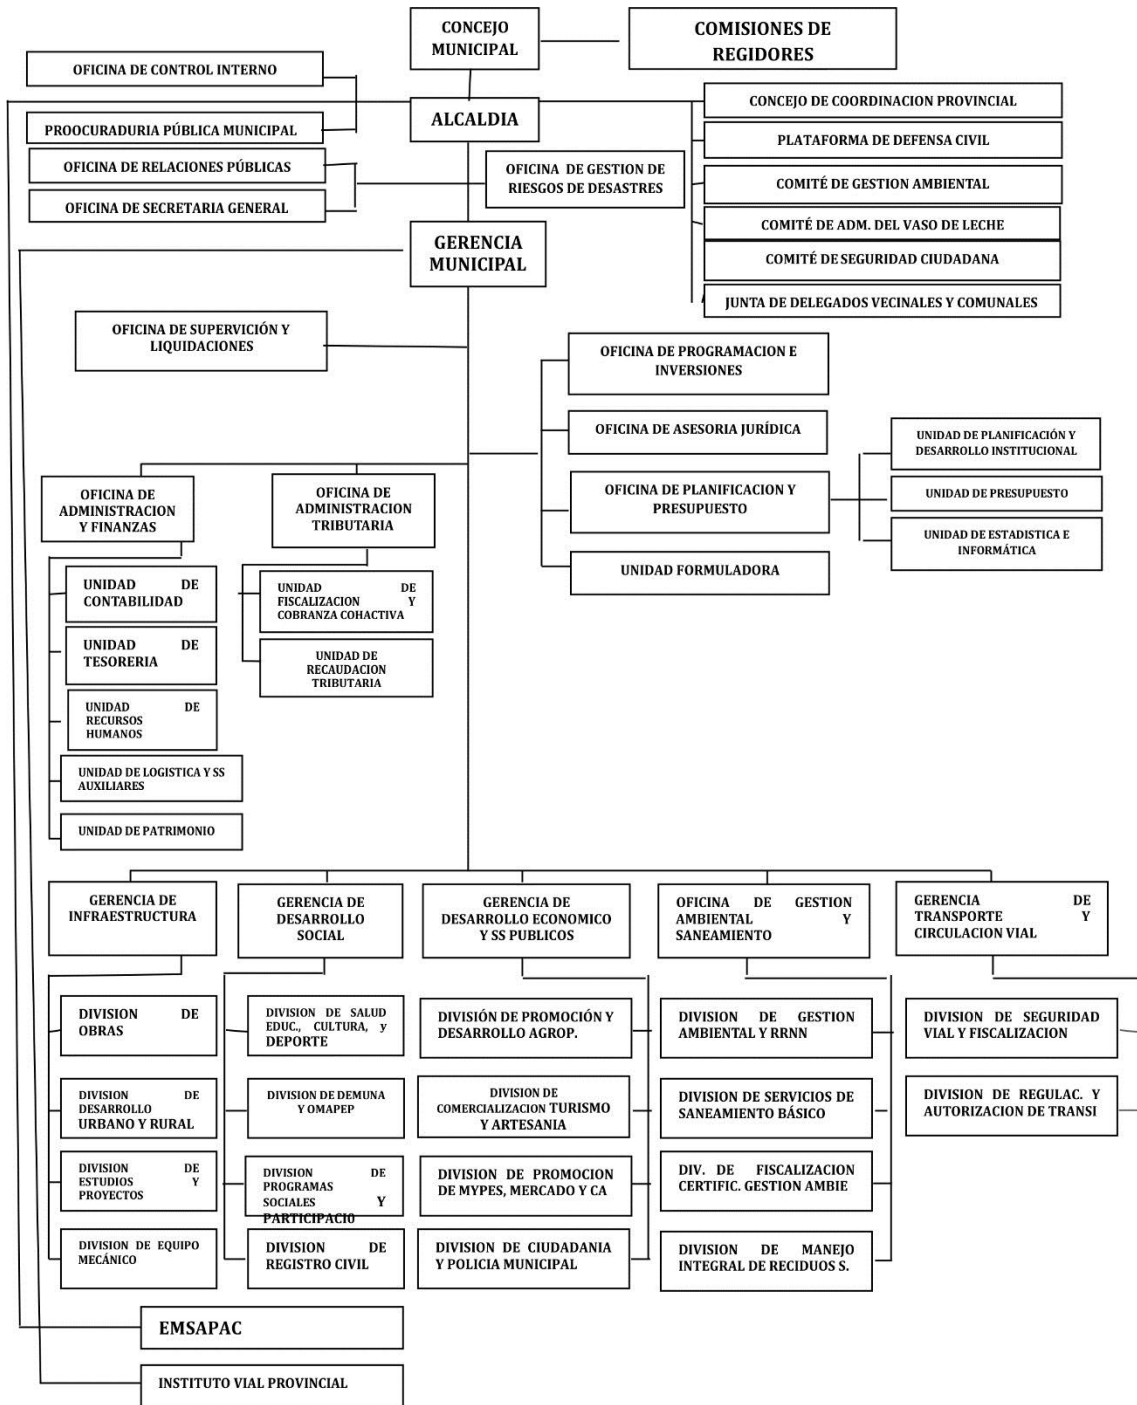 CONCEJO
MUNICIPAL
COMISIONES DE
REGIDORES
OFICINA DE CONTROL INTERNO
PROOCURADURIA PÚBLICA MUNICIPAL
ALCALDIA
CONCEJO DE COORDINACION PROVINCIAL
PLATAFORMA DE DEFENSA CIVIL
OFICINA DE RELACIONES PÚBLICAS
OFICINA DE SECRETARIA GENERAL
OFICINA DE GESTION DE
RIESGOS DE DESASTRES
COMITÉ DE GESTION AMBIENTAL
COMITÉ DE ADM. DEL VASO DE LECHE
COMITÉ DE SEGURIDAD CIUDADANA
JUNTA DE DELEGADOS VECINALES Y COMUNALES
GERENCIA
MUNICIPAL
OFICINA DE SUPERVICIÓN Y
LIQUIDACIONES
OFICINA DE PROGRAMACION E
INVERSIONES
OFICINA DE ASESORIA JURÍDICA
OFICINA DE PLANIFICACION Y
PRESUPUESTO
UNIDAD FORMULADORA
UNIDAD DE PLANIFICACIÓN Y
DESARROLLO INSTITUCIONAL
UNIDAD DE PRESUPUESTO
UNIDAD DE ESTADISTICA E
INFORMÁTICA
OFICINA DE
ADMINISTRACION
Y FINANZAS
OFICINA DE
ADMINISTRACION
TRIBUTARIA
UNIDAD DE
CONTABILIDAD
UNIDAD DE
TESORERIA
UNIDAD DE
RECURSOS
HUMANOS
UNIDAD DE LOGISTICA Y SS
AUXILIARES
UNIDAD DE PATRIMONIO
UNIDAD DE
FISCALIZACION Y
COBRANZA COHACTIVA
UNIDAD DE
RECAUDACION
TRIBUTARIA
GERENCIA DE
INFRAESTRUCTURA
GERENCIA DE
DESARROLLO
SOCIAL
GERENCIA DE
DESARROLLO ECONOMICO
Y SS PUBLICOS
OFICINA DE GESTION
AMBIENTAL Y
SANEAMIENTO
GERENCIA DE
TRANSPORTE Y
CIRCULACION VIAL
DIVISION DE
OBRAS
DIVISION DE
DESARROLLO
URBANO Y RURAL
DIVISION DE
ESTUDIOS Y
PROYECTOS
DIVISION DE EQUIPO
MECÁNICO
DIVISION DE SALUD
EDUC., CULTURA, y
DEPORTE
DIVISION DE DEMUNA
Y OMAPEP
DIVISION DE
PROGRAMAS
SOCIALES Y
PARTICIPACIO
DIVISION DE
REGISTRO CIVIL
DIVISIÓN DE PROMOCIÓN Y
DESARROLLO AGROP.
DIVISION DE
COMERCIALIZACION TURISMO
Y ARTESANIA
DIVISION DE PROMOCION
DE MYPES, MERCADO Y CA
DIVISION DE CIUDADANIA
Y POLICIA MUNICIPAL
DIVISION DE GESTION
AMBIENTAL Y RRNN
DIVISION DE SERVICIOS DE
SANEAMIENTO BÁSICO
DIV. DE FISCALIZACION
CERTIFIC. GESTION AMBIE
DIVISION DE MANEJO
INTEGRAL DE RECIDUOS S.
DIVISION DE SEGURIDAD
VIAL Y FISCALIZACION
DIVISION DE REGULAC. Y
AUTORIZACION DE TRANSI
EMSAPAC
INSTITUTO VIAL PROVINCIAL